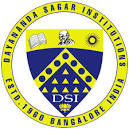 DAYANANDA SAGAR INSTITUTIONS
DSI
ESTD. 1960 BANGALORE INDIA